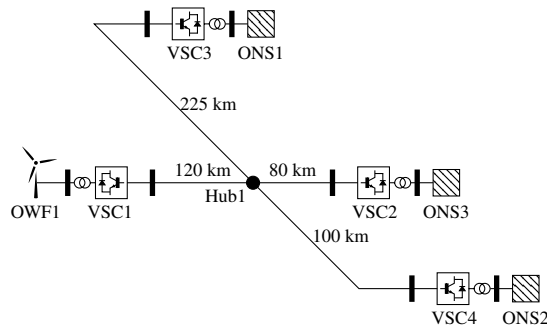 VSC3 ONS1
225 km
120 km 80 km
Hub1
OWF1 VSC1 VSC2 ONS3
100 km
VSC4 ONS2